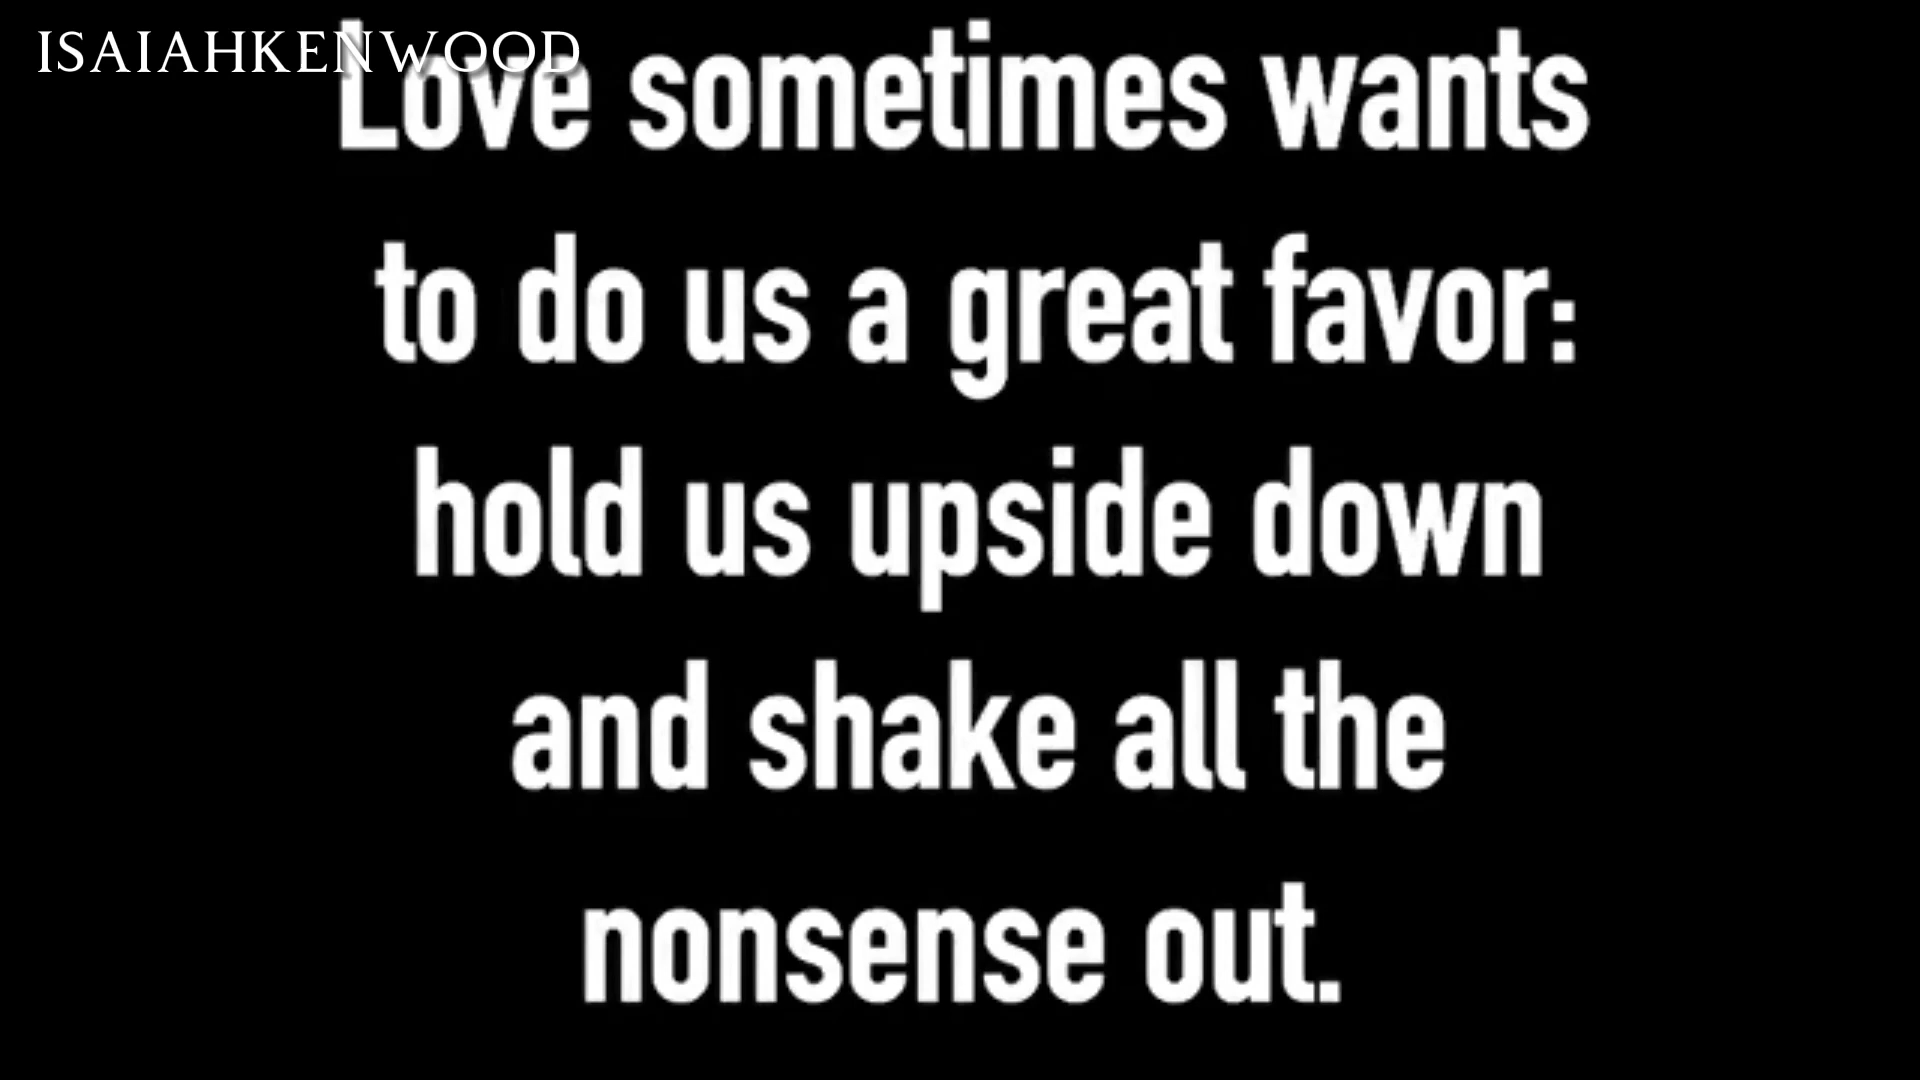 ISAIAHKENWOOD
Love sometimes wants
to do us a great favor:
hold us upside down
and shake all the
nonsense out.